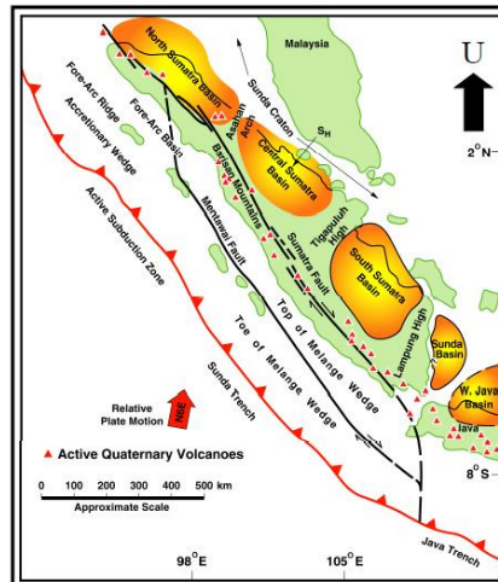 North Sumatra Basin
Malaysia
U
Fore-Arc Ridge
Accretionary Wedge
Active Subduction Zone
Fore-Arc Basin
Asahan
Arch
Sunda Craton
S H
2°N
Central Sumatra
Basin
Barisan Mountains
Mentawai Fault
Sumatra Fault
Tigapuluh
High
South Sumatra
Basin
Top of Melange Wedge
Toe of Melange Wedge
Lampung High
Sunda
Basin
W. Java
Basin
Java
Sunda Trench
Relative
Plate Motion
N6E
Active Quaternary Volcanoes
0 100 200 300 400 500 km
Approximate Scale
8°S
Java Trench
98°E
105°E